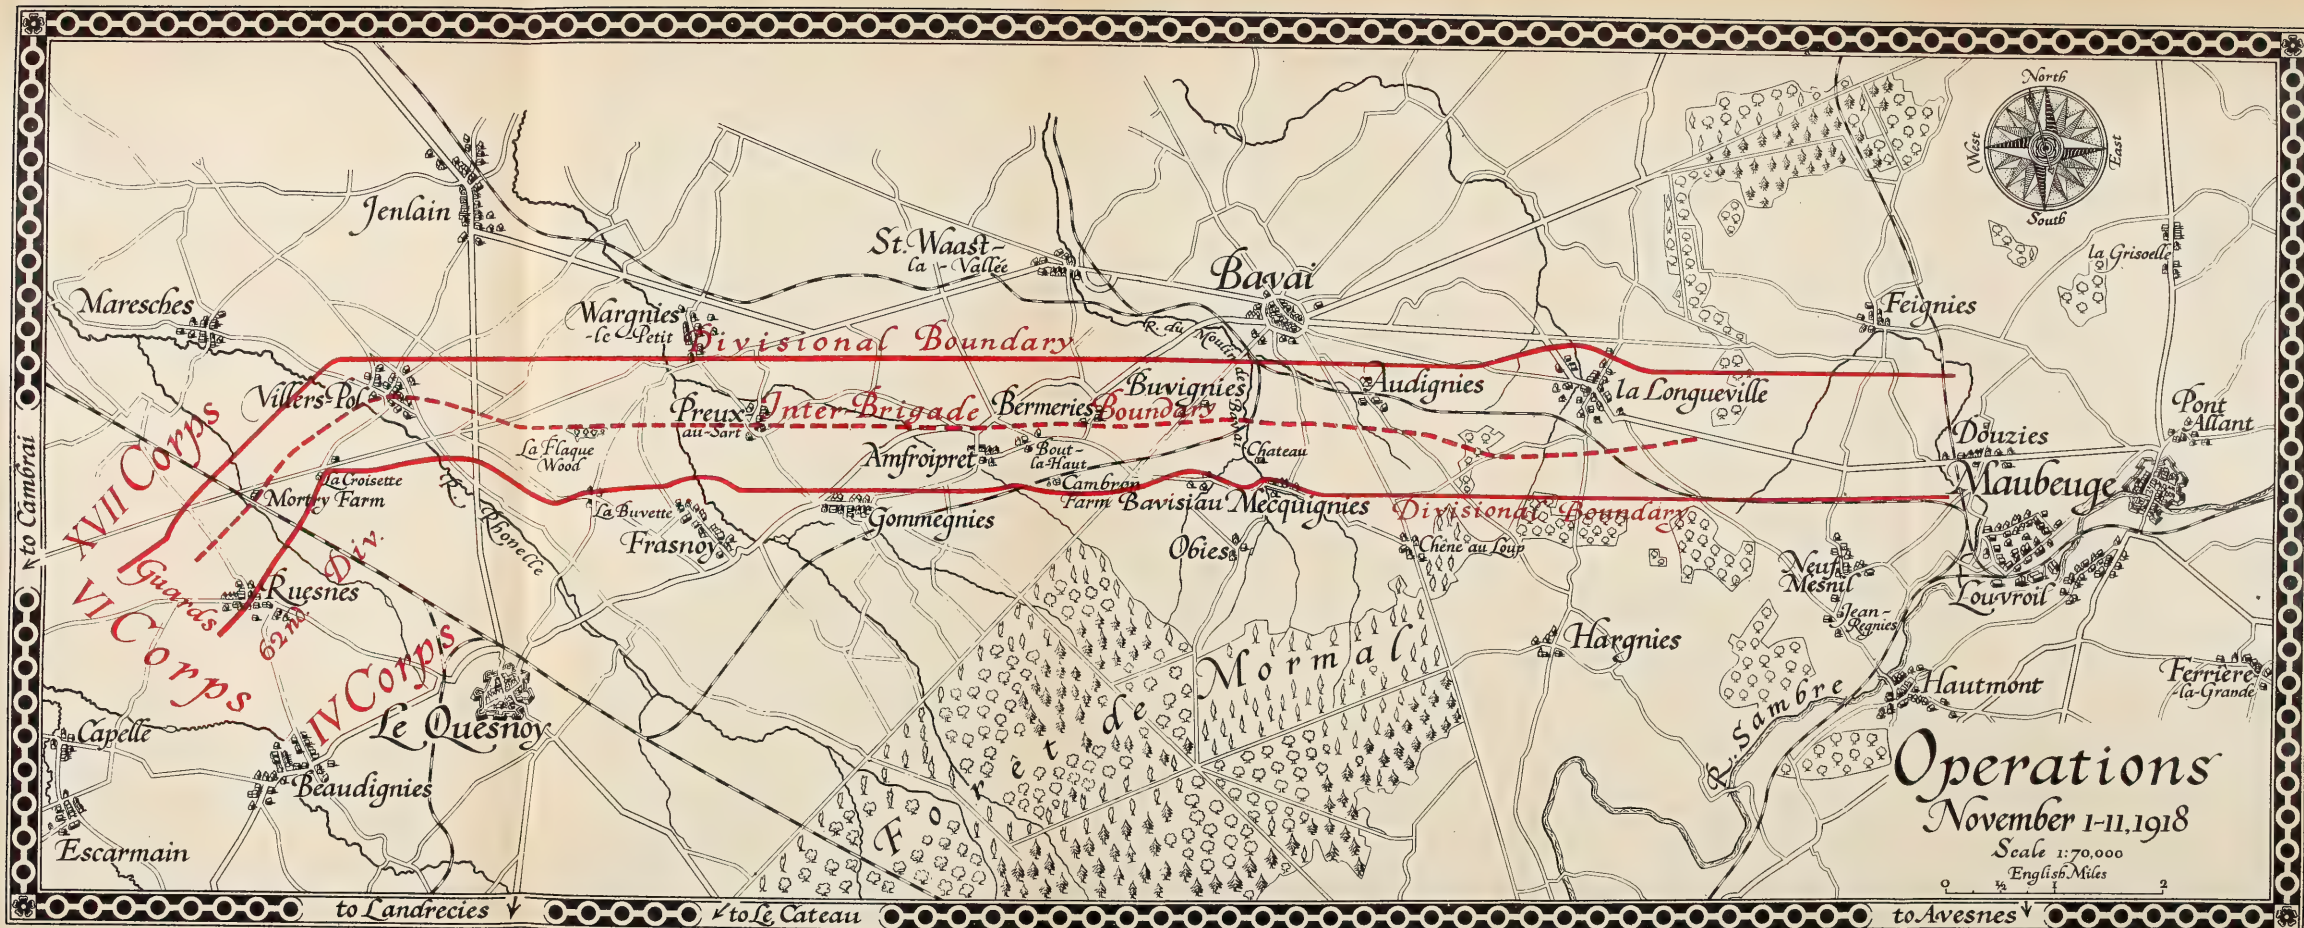 North
West
East
South
Jenlain
St. Waast-
la-Vallée
Bavai
la Grisoelle
Maresches
Wargnies
-le Petit
Feignies
R. du Moulin de Bavai
Divisional Boundary
Villers-Pol
Buvignies
Audignies
la Longueville
Preux
au-Sart
Inter-Brigade Boundary
Bermeries
Pont
Allant
La Flaque
Wood
Amfroipret
Bout-
la-Haut
Chateau
Douzies
XVII Corps
La Croisette
Mortry Farm
Cambron
Farm
Bavisiau
Mecquignies
Maubeuge
La Buvette
Gommegnies
Divisional Boundary
R. Rhonelle
Frasnoy
Obies
Chêne au Loup
to Cambrai
Guards
Div.
Ruesnes
62nd
Neuf
Mesnil
Louvroil
Jean-
Regnies
VI Corps
IV Corps
Hargnies
Forêt de Mormal
Ferrière
-la-Grande
Hautmont
R. Sambre
Capelle
Le Quesnoy
Beaudignies
Escarmain
Operations
November 1-11, 1918
Scale 1:70,000
English Miles
0 ½ 1 2
to Landrecies
to Le Cateau
to Avesnes